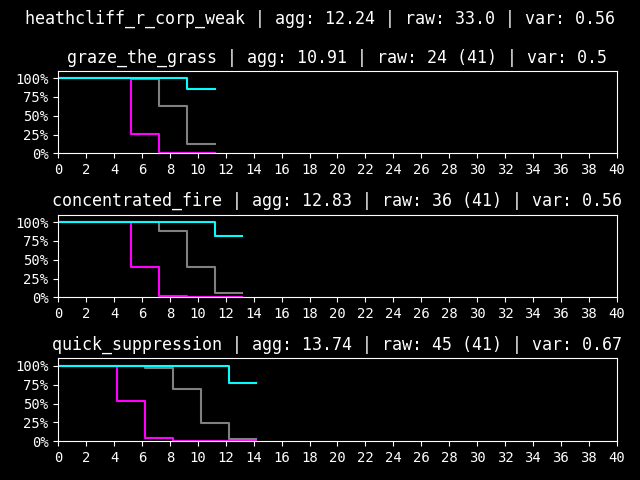 heathcliff_r_corp_weak | agg: 12.24 | raw: 33.0 | var: 0.56
graze_the_grass | agg: 10.91 | raw: 24 (41) | var: 0.5
100%
75%
50%
25%
0%
0 2 4 6 8 10 12 14 16 18 20 22 24 26 28 30 32 34 36 38 40
concentrated_fire | agg: 12.83 | raw: 36 (41) | var: 0.56
100%
75%
50%
25%
0%
0 2 4 6 8 10 12 14 16 18 20 22 24 26 28 30 32 34 36 38 40
quick_suppression | agg: 13.74 | raw: 45 (41) | var: 0.67
100%
75%
50%
25%
0%
0 2 4 6 8 10 12 14 16 18 20 22 24 26 28 30 32 34 36 38 40